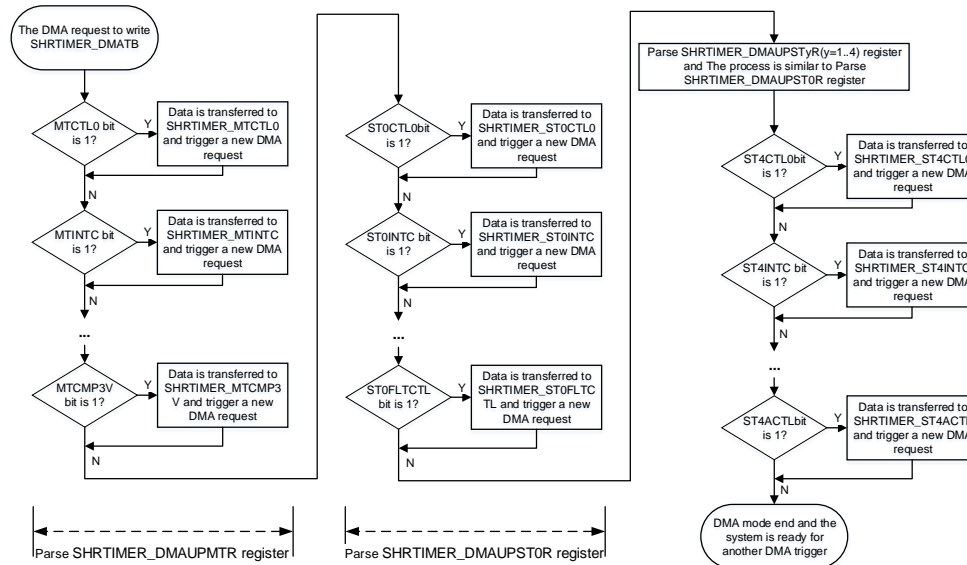 The DMA request to write
SHRTIMER_DMATB
MTCTL0 bit
is 1?
Y
Data is transferred to
SHRTIMER_MTCTL0
and trigger a new DMA
request
N
MTINTC bit
is 1?
Y
Data is transferred to
SHRTIMER_MTINTC
and trigger a new DMA
request
N
...
MTCMP3V
bit is 1?
Y
Data is transferred to
SHRTIMER_MTCMP3
V and trigger a new
DMA request
N
Parse SHRTIMER_DMAUPMTR register
ST0CTL0bit
is 1?
Y
Data is transferred to
SHRTIMER_ST0CTL0
and trigger a new DMA
request
N
ST0INTC bit
is 1?
Y
Data is transferred to
SHRTIMER_ST0INTC
and trigger a new DMA
request
N
...
ST0FLTCTL
bit is 1?
Y
Data is transferred to
SHRTIMER_ST0FLTC
TL and trigger a new
DMA request
N
Parse SHRTIMER_DMAUPST0R register
Parse SHRTIMER_DMAUPSTyR(y=1..4) register
and The process is similar to Parse
SHRTIMER_DMAUPST0R register
ST4CTL0bit
is 1?
Y
Data is transferred to
SHRTIMER_ST4CTL0
and trigger a new DMA
request
N
ST4INTC bit
is 1?
Y
Data is transferred to
SHRTIMER_ST4INTC
and trigger a new DMA
request
N
...
ST4ACTLbit
is 1?
Y
Data is transferred to
SHRTIMER_ST4ACTL
and trigger a new DMA
request
N
DMA mode end and the
system is ready for
another DMA trigger